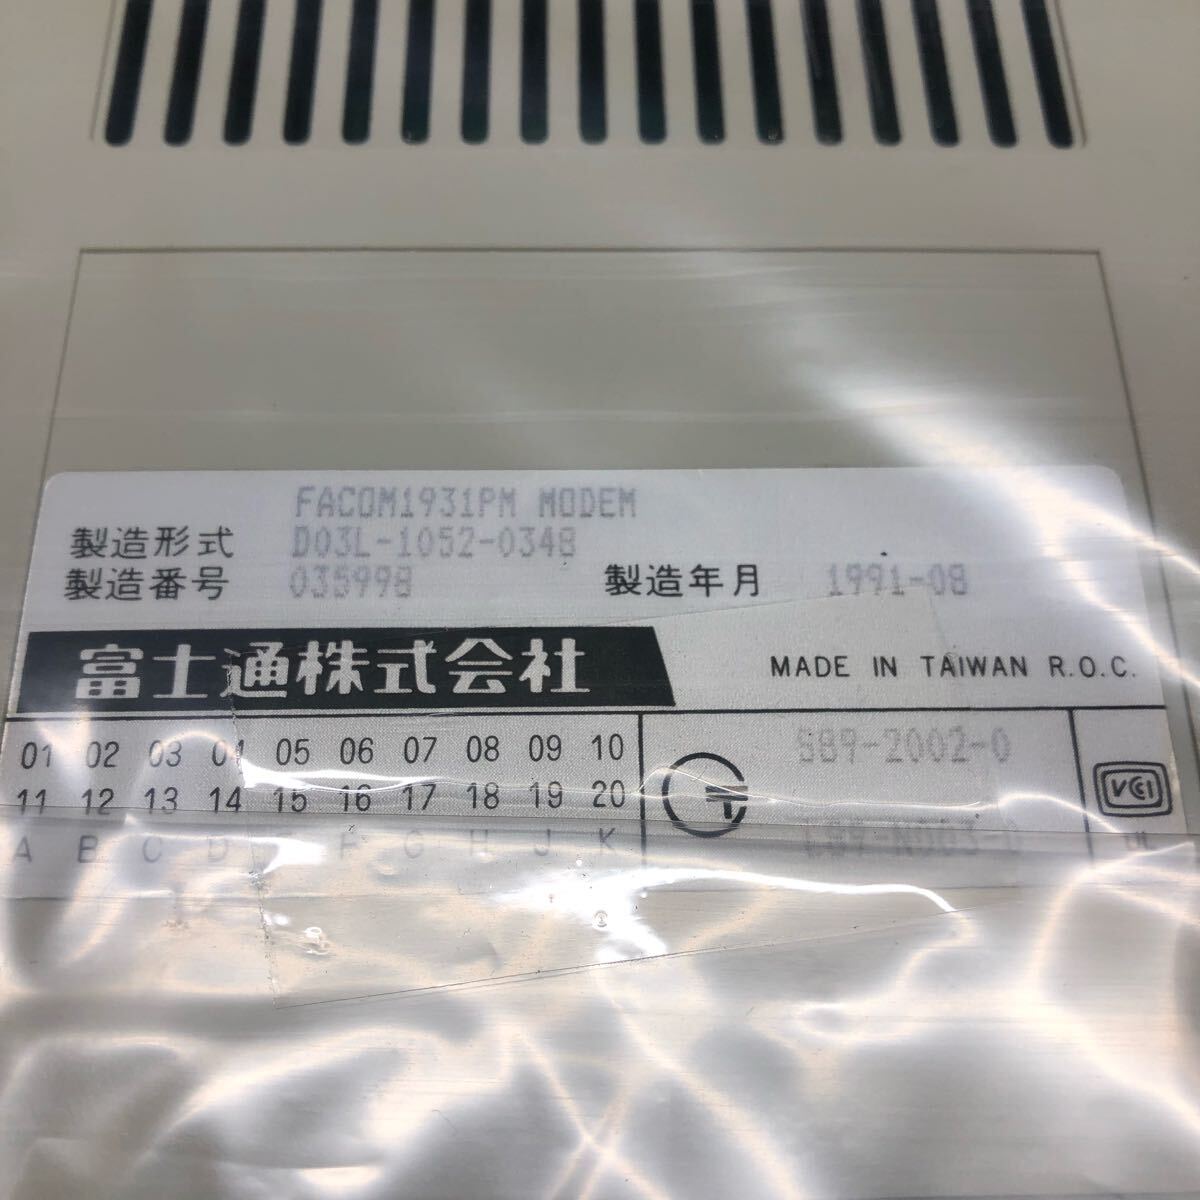 FACOM1931PM MODEM
製造形式 D03L-1052-0348
製造番号 035998 製造年月 1991-08
富士通株式会社 MADE IN TAIWAN R.O.C.
01 02 03 04 05 06 07 08 09 10 S89-2002-0
11 12 13 14 15 16 17 18 19 20 VCI
A B C D E F G H J K